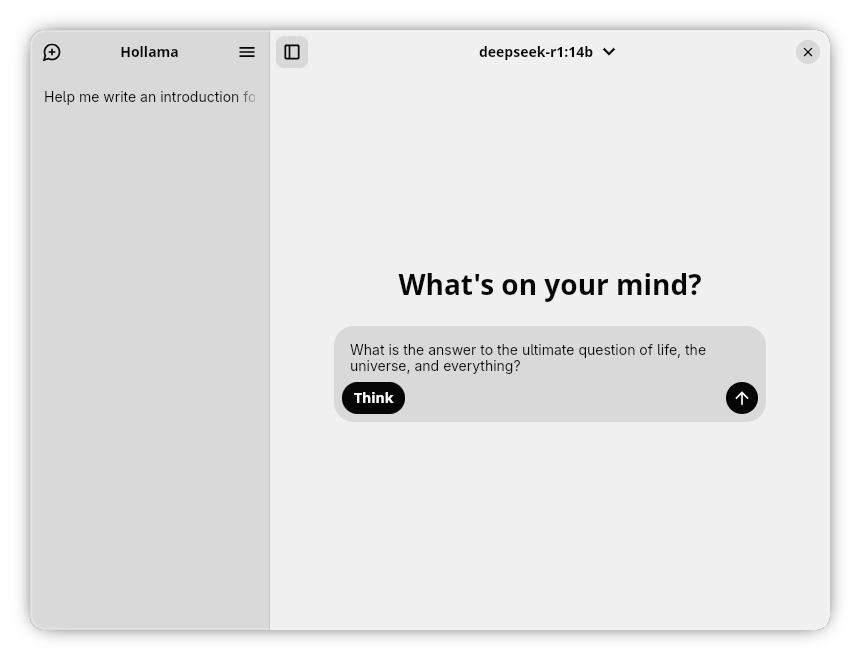 Hollama
Help me write an introduction fo
deepseek-r1:14b
What's on your mind?
What is the answer to the ultimate question of life, the
universe, and everything?
Think